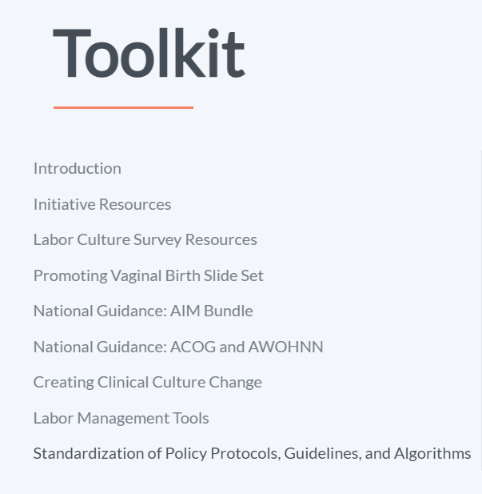 Toolkit
Introduction
Initiative Resources
Labor Culture Survey Resources
Promoting Vaginal Birth Slide Set
National Guidance: AIM Bundle
National Guidance: ACOG and AWOHNN
Creating Clinical Culture Change
Labor Management Tools
Standardization of Policy Protocols, Guidelines, and Algorithms